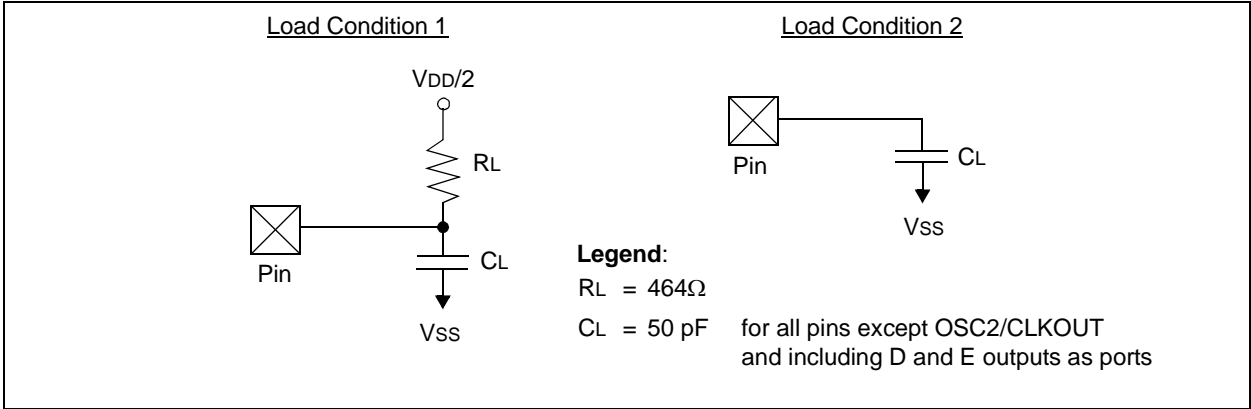 Load Condition 1
VDD/2
RL
Pin
CL
VSS
Load Condition 2
Pin
CL
VSS
Legend:
RL = 464Ω
CL = 50 pF for all pins except OSC2/CLKOUT
and including D and E outputs as ports